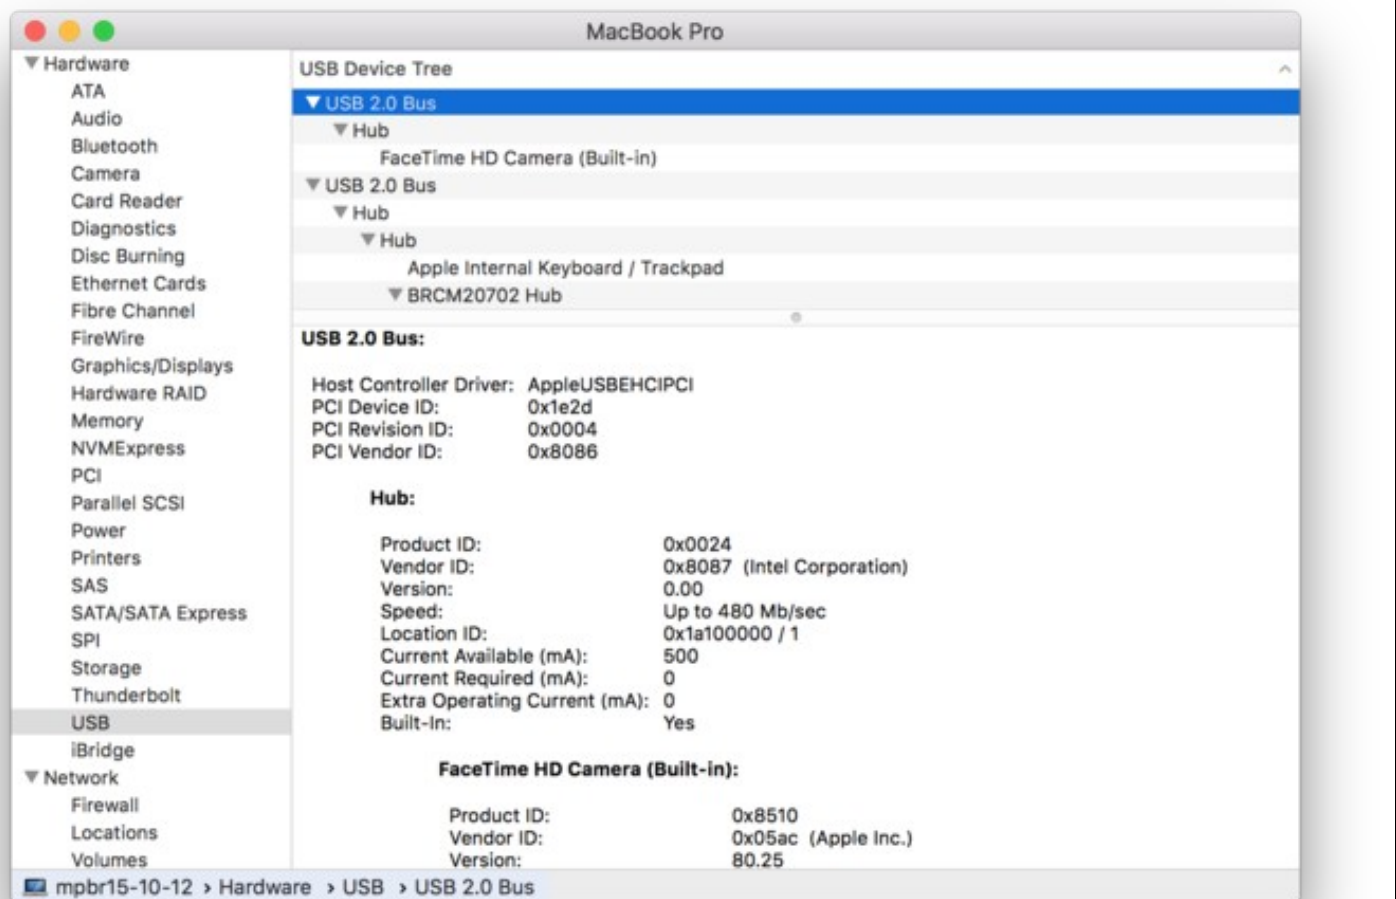 MacBook Pro
Hardware
ATA
Audio
Bluetooth
Camera
Card Reader
Diagnostics
Disc Burning
Ethernet Cards
Fibre Channel
FireWire
Graphics/Displays
Hardware RAID
Memory
NVMExpress
PCI
Parallel SCSI
Power
Printers
SAS
SATA/SATA Express
SPI
Storage
Thunderbolt
USB
iBridge
Network
Firewall
Locations
Volumes
USB Device Tree
USB 2.0 Bus
Hub
FaceTime HD Camera (Built-in)
USB 2.0 Bus
Hub
Hub
Apple Internal Keyboard / Trackpad
BRCM20702 Hub
USB 2.0 Bus:
Host Controller Driver: AppleUSBEHCIPCI
PCI Device ID: 0x1e2d
PCI Revision ID: 0x0004
PCI Vendor ID: 0x8086
Hub:
Product ID: 0x0024
Vendor ID: 0x8087 (Intel Corporation)
Version: 0.00
Speed: Up to 480 Mb/sec
Location ID: 0x1a100000 / 1
Current Available (mA): 500
Current Required (mA): 0
Extra Operating Current (mA): 0
Built-In: Yes
FaceTime HD Camera (Built-in):
Product ID: 0x8510
Vendor ID: 0x05ac (Apple Inc.)
Version: 80.25
mpbr15-10-12 › Hardware › USB › USB 2.0 Bus